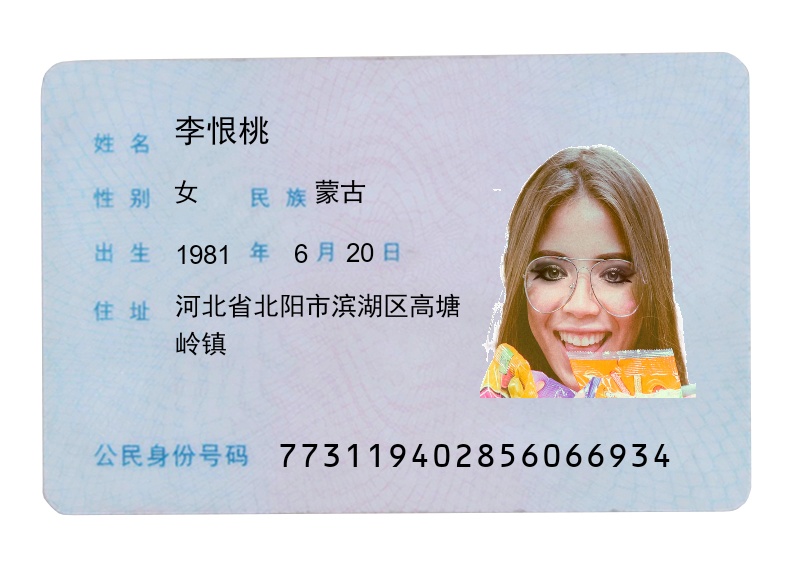 姓名 李恨桃
性别 女 民族 蒙古
出生 1981 年 6 月 20 日
住址 河北省北阳市滨湖区高塘
岭镇
公民身份号码 773119402856066934